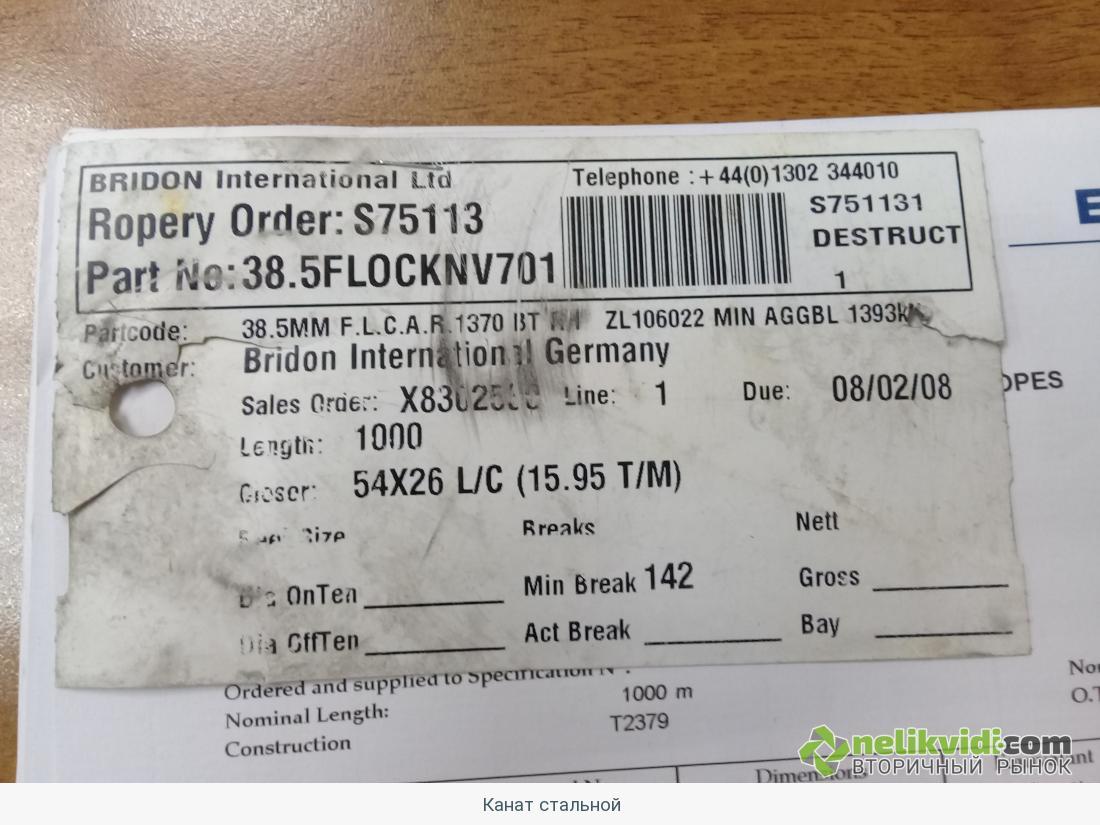 BRIDON International Ltd
Telephone :+44(0)1302 344010
Ropery Order: S75113
S751131
DESTRUCT
Part No:38.5FLOCKNV701
1
Partcode: 38.5MM F.L.C.A.R.1370 BT ZL106022 MIN AGGBL
Customer: Bridon International Germany
Sales Order: Line: 1 Due: 08/02/08
Length: 1000
54X26 L/C (15.95 T/M)
Size Breaks Nett
Dia OnTen Min Break 142 Gross
Dia OffTen Act Break Bay
OPES
Ordered and supplied to Specification
Nominal Length: 1000 m
Construction T2379
Dimensions
nelikvidi.com
ВТОРИЧНЫЙ РЫНОК
Канат стальной